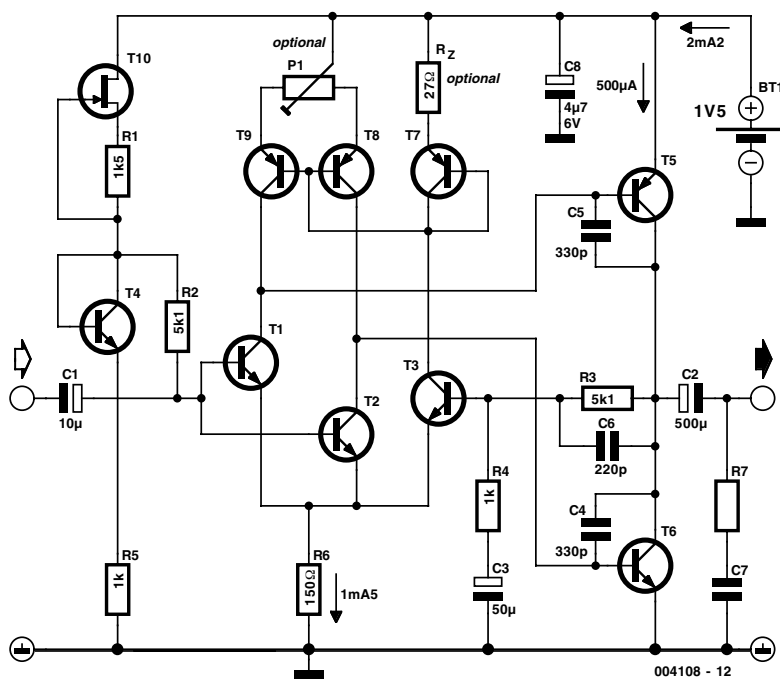 optional
P1
RZ
27Ω
optional
C8
4µ7
6V
500µA
2mA2
1V5
BT1
T10
R1
1k5
T9
T8
T7
T5
C5
330p
T4
R2
5k1
T1
T2
T3
C1
10µ
R3
5k1
C2
500µ
C6
220p
R4
1k
R7
C4
330p
T6
R5
1k
R6
150Ω
1mA5
C3
50µ
C7
004108 - 12